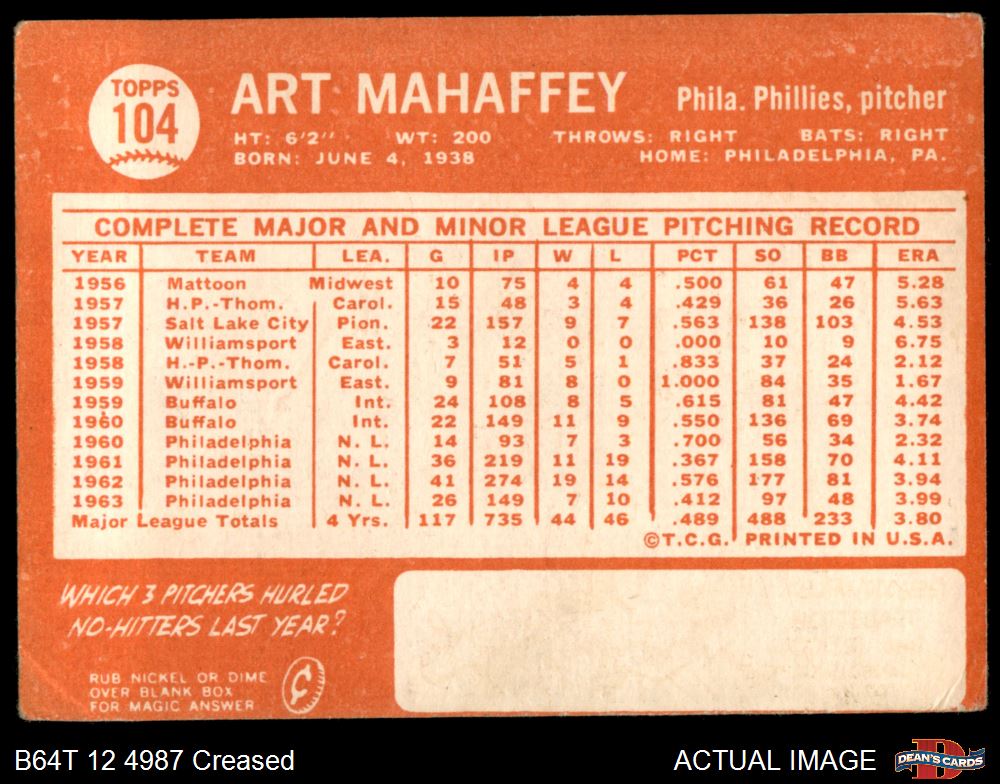 TOPPS
104
ART MAHAFFEY
Phila. Phillies, pitcher
HT: 6'2" WT: 200 THROWS: RIGHT BATS: RIGHT
BORN: JUNE 4, 1938 HOME: PHILADELPHIA, PA.
COMPLETE MAJOR AND MINOR LEAGUE PITCHING RECORD
YEAR TEAM LEA. G IP W L PCT SO BB ERA
1956 Mattoon Midwest 10 75 4 4 .500 61 47 5.28
1957 H.P.-Thom. Carol. 15 48 3 4 .429 36 26 5.63
1957 Salt Lake City Pion. 22 157 9 7 .563 138 103 4.53
1958 Williamsport East. 3 12 0 0 .000 10 9 6.75
1958 H.-P.-Thom. Carol. 7 51 5 1 .833 37 24 2.12
1959 Williamsport East. 9 81 8 0 1.000 84 35 1.67
1959 Buffalo Int. 24 108 8 5 .615 81 47 4.42
1960 Buffalo Int. 22 149 11 9 .550 136 69 3.74
1960 Philadelphia N. L. 14 93 7 3 .700 56 34 2.32
1961 Philadelphia N. L. 36 219 11 19 .367 158 70 4.11
1962 Philadelphia N. L. 41 274 19 14 .576 177 81 3.94
1963 Philadelphia N. L. 26 149 7 10 .412 97 48 3.99
Major League Totals 4 Yrs. 117 735 44 46 .489 488 233 3.80
©T.C.G. PRINTED IN U.S.A.
WHICH 3 PITCHERS HURLED
NO-HITTERS LAST YEAR?
RUB NICKEL OR DIME
OVER BLANK BOX
FOR MAGIC ANSWER
¢
B64T 12 4987 Creased
ACTUAL IMAGE
D
DEAN'S CARDS